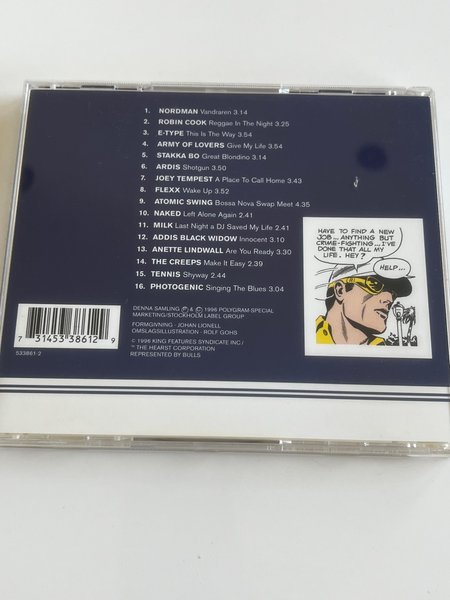 1. NORDMAN Vandraren 3.14
2. ROBIN COOK Reggae In The Night 3.25
3. E-TYPE This Is The Way 3.54
4. ARMY OF LOVERS Give My Life 3.54
5. STAKKA BO Great Blondino 3.14
6. ARDIS Shotgun 3.50
7. JOEY TEMPEST A Place To Call Home 3.43
8. FLEXX Wake Up 3.52
9. ATOMIC SWING Bossa Nova Swap Meet 4.35
10. NAKED Left Alone Again 2.41
11. MILK Last Night a DJ Saved My Life 2.41
12. ADDIS BLACK WIDOW Innocent 3.10
13. ANETTE LINDWALL Are You Ready 3.30
14. THE CREEPS Make It Easy 2.39
15. TENNIS Shyway 2.44
16. PHOTOGENIC Singing The Blues 3.04
HAVE TO FIND A NEW
JOB... ANYTHING BUT
CRIME-FIGHTING... I'VE
DONE THAT ALL MY
LIFE. HEY?
HELP...
DENNA SAMLING ℗ & © 1996 POLYGRAM-SPECIAL
MARKETING/STOCKHOLM LABEL GROUP
FORMGIVNING · JOHAN LIONELL
OMSLAGSILLUSTRATION · ROLF GOHS
© 1996 KING FEATURES SYNDICATE INC/
™ THE HEARST CORPORATION
REPRESENTED BY BULLS
7 31453 38612 9
533861-2